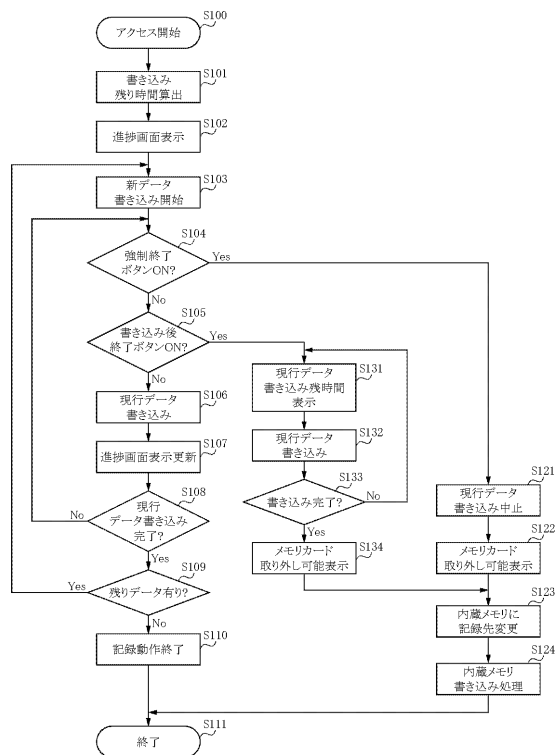 S100
アクセス開始
S101
書き込み
残り時間算出
S102
進捗画面表示
S103
新データ
書き込み開始
S104
強制終了
ボタンON?
Yes
No
S105
書き込み後
終了ボタンON?
Yes
No
S106
現行データ
書き込み
S107
進捗画面表示更新
S108
現行
データ書き込み
完了?
No
Yes
S109
残りデータ有り?
Yes
No
S110
記録動作終了
S131
現行データ
書き込み残時間
表示
S132
現行データ
書き込み
S133
書き込み完了?
No
Yes
S134
メモリカード
取り外し可能表示
S121
現行データ
書き込み中止
S122
メモリカード
取り外し可能表示
S123
内蔵メモリに
記録先変更
S124
内蔵メモリ
書き込み処理
S111
終了